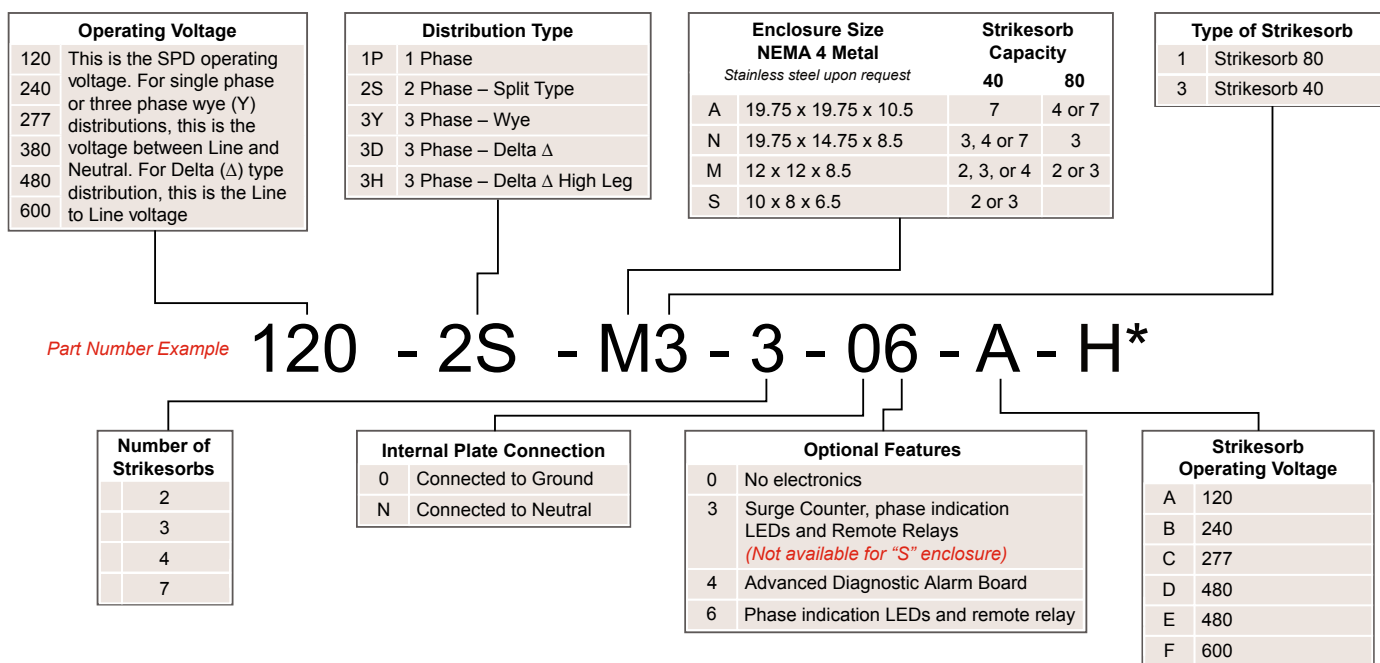 Operating Voltage
120
240
277
380
480
600
This is the SPD operating
voltage. For single phase
or three phase wye (Y)
distributions, this is the
voltage between Line and
Neutral. For Delta (Δ) type
distribution, this is the Line
to Line voltage
Distribution Type
1P 1 Phase
2S 2 Phase – Split Type
3Y 3 Phase – Wye
3D 3 Phase – Delta Δ
3H 3 Phase – Delta Δ High Leg
Enclosure Size
NEMA 4 Metal
Stainless steel upon request
Strikesorb
Capacity
40 80
A 19.75 x 19.75 x 10.5 7 4 or 7
N 19.75 x 14.75 x 8.5 3, 4 or 7 3
M 12 x 12 x 8.5 2, 3, or 4 2 or 3
S 10 x 8 x 6.5 2 or 3
Type of Strikesorb
1 Strikesorb 80
3 Strikesorb 40
Part Number Example 120 - 2S - M3 - 3 - 06 - A - H*
Number of
Strikesorbs
2
3
4
7
Internal Plate Connection
0 Connected to Ground
N Connected to Neutral
Optional Features
0 No electronics
3 Surge Counter, phase indication
LEDs and Remote Relays
(Not available for “S” enclosure)
4 Advanced Diagnostic Alarm Board
6 Phase indication LEDs and remote relay
Strikesorb
Operating Voltage
A 120
B 240
C 277
D 480
E 480
F 600